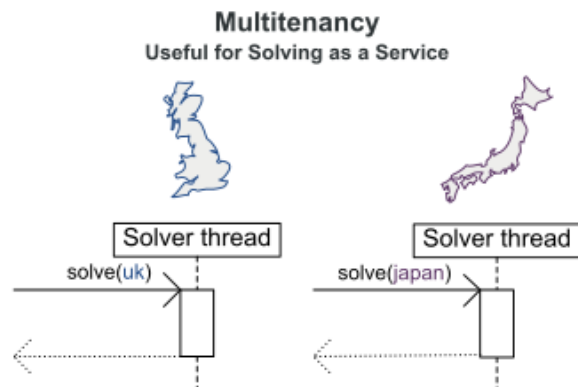 Multitenancy
Useful for Solving as a Service
Solver thread
Solver thread
solve(uk)
solve(japan)